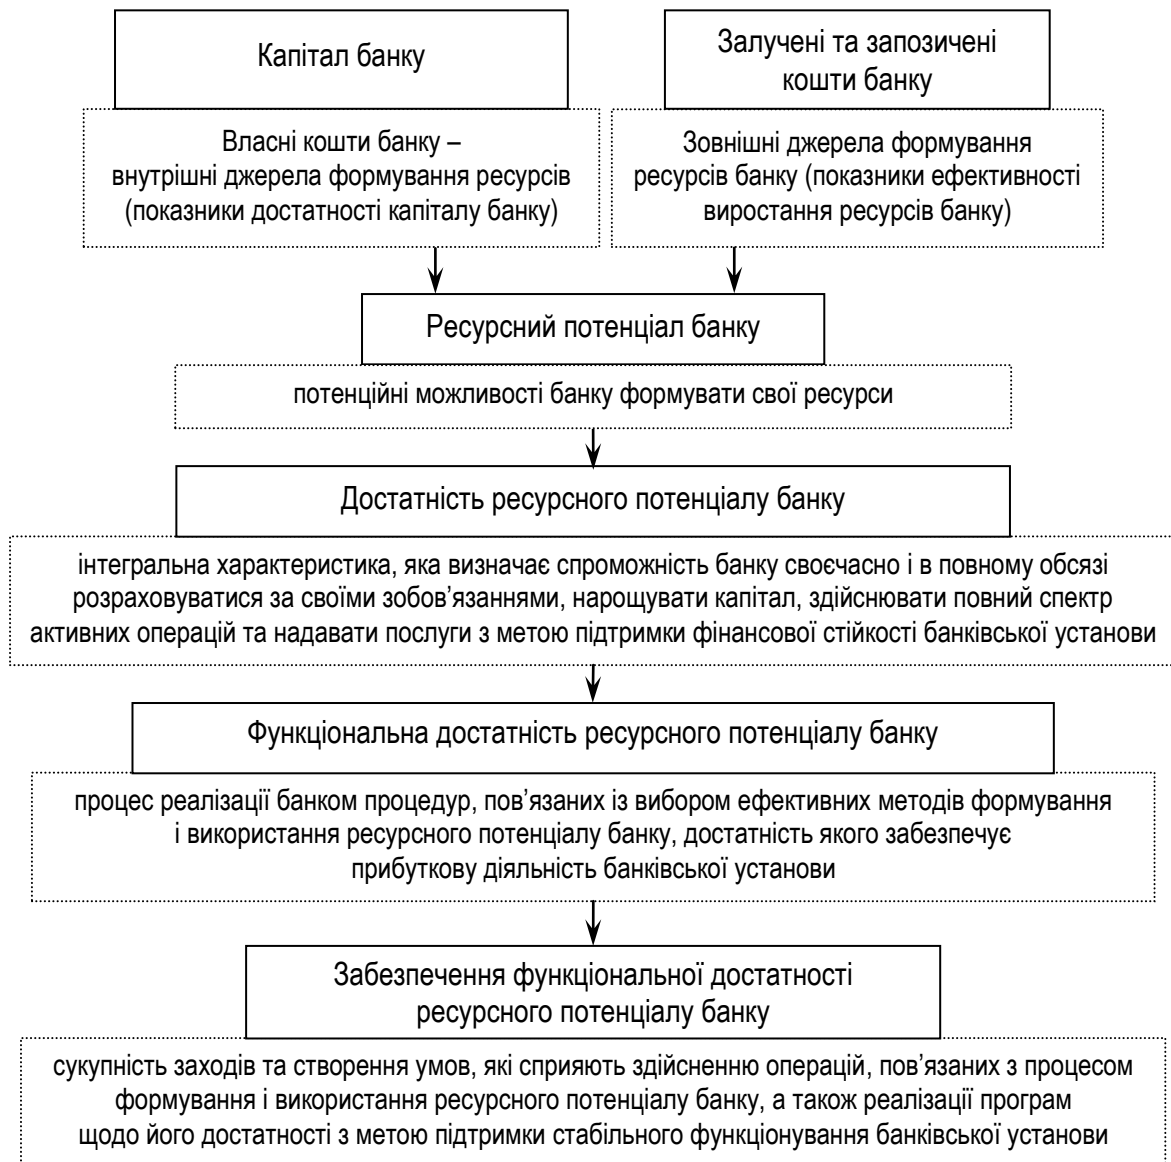 Капітал банку
Залучені та запозичені
кошти банку
Власні кошти банку –
внутрішні джерела формування ресурсів
(показники достатності капіталу банку)
Зовнішні джерела формування
ресурсів банку (показники ефективності
виростання ресурсів банку)
Ресурсний потенціал банку
потенційні можливості банку формувати свої ресурси
Достатність ресурсного потенціалу банку
інтегральна характеристика, яка визначає спроможність банку своєчасно і в повному обсязі
розраховуватися за своїми зобов’язаннями, нарощувати капітал, здійснювати повний спектр
активних операцій та надавати послуги з метою підтримки фінансової стійкості банківської установи
Функціональна достатність ресурсного потенціалу банку
процес реалізації банком процедур, пов’язаних із вибором ефективних методів формування
і використання ресурсного потенціалу банку, достатність якого забезпечує
прибуткову діяльність банківської установи
Забезпечення функціональної достатності
ресурсного потенціалу банку
сукупність заходів та створення умов, які сприяють здійсненню операцій, пов’язаних з процесом
формування і використання ресурсного потенціалу банку, а також реалізації програм
щодо його достатності з метою підтримки стабільного функціонування банківської установи